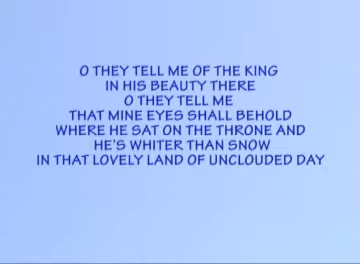 O THEY TELL ME OF THE KING
IN HIS BEAUTY THERE
O THEY TELL ME
THAT MINE EYES SHALL BEHOLD
WHERE HE SAT ON THE THRONE AND
HE'S WHITER THAN SNOW
IN THAT LOVELY LAND OF UNCLOUDED DAY